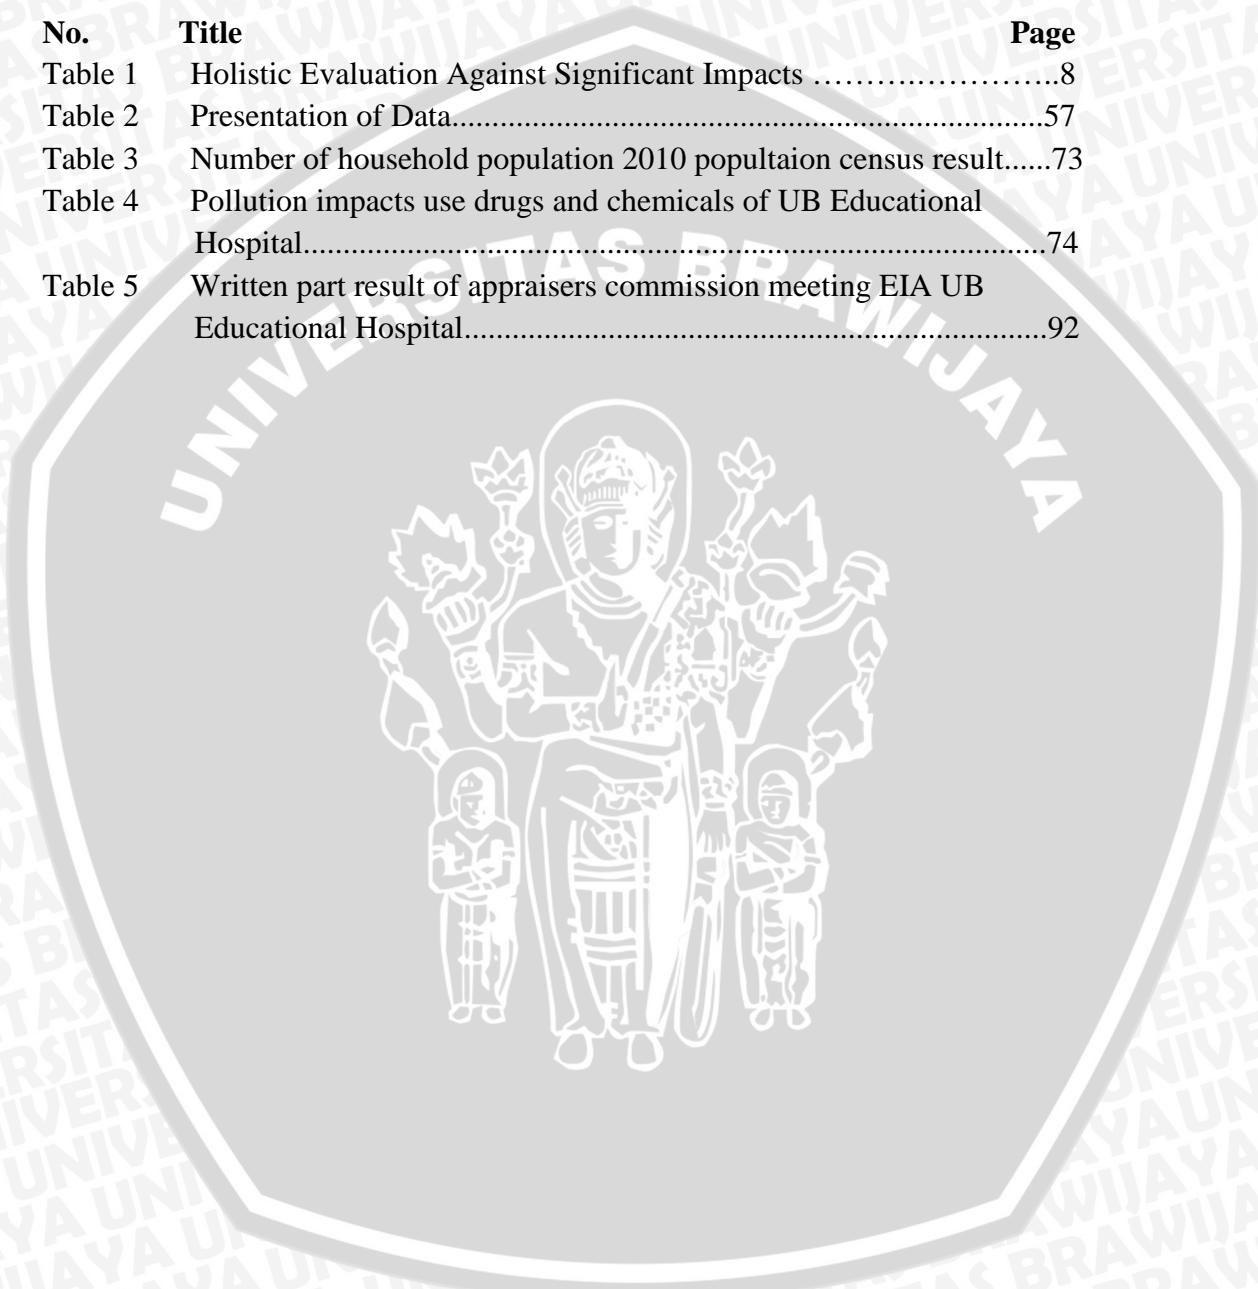 No. Title Page
Table 1 Holistic Evaluation Against Significant Impacts …………………..8
Table 2 Presentation of Data..........................................................................57
Table 3 Number of household population 2010 popultaion census result......73
Table 4 Pollution impacts use drugs and chemicals of UB Educational
Hospital.............................................................................................74
Table 5 Written part result of appraisers commission meeting EIA UB
Educational Hospital.........................................................................92
UNIVERSITAS BRAWIJAYA